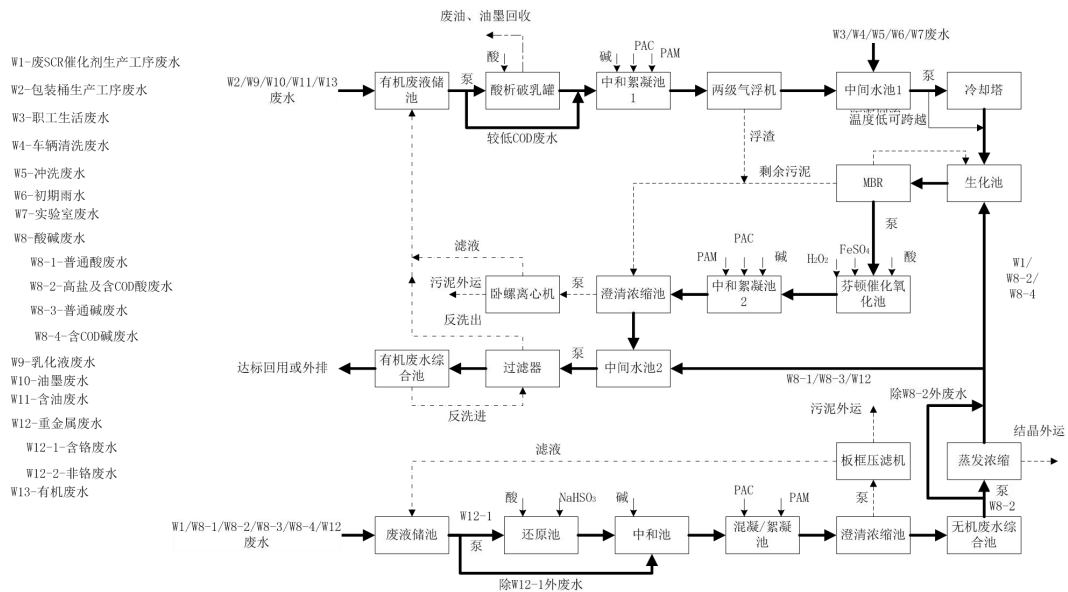 废油、油墨回收
W1-废SCR催化剂生产工序废水
W2-包装桶生产工序废水
W3-职工生活废水
W4-车辆清洗废水
W5-冲洗废水
W6-初期雨水
W7-实验室废水
W8-酸碱废水
W8-1-普通酸废水
W8-2-高盐及含COD酸废水
W8-3-普通碱废水
W8-4-含COD碱废水
W9-乳化液废水
W10-油墨废水
W11-含油废水
W12-重金属废水
W12-1-含铬废水
W12-2-非铬废水
W13-有机废水
W2/W9/W10/W11/W13
废水
有机废液储
池
泵
酸
酸析破乳罐
较低COD废水
碱
PAC
PAM
中和絮凝池
1
两级气浮机
浮渣
W3/W4/W5/W6/W7废水
中间水池1
泵
冷却塔
温度低可跨越
剩余污泥
MBR
生化池
泵
滤液
污泥外运
卧螺离心机
泵
澄清浓缩池
PAM
PAC
碱
中和絮凝池
2
H₂O₂
FeSO₄
酸
芬顿催化氧
化池
W1/
W8-2/
W8-4
反洗出
达标回用或外排
有机废水综
合池
过滤器
泵
中间水池2
反洗进
W8-1/W8-3/W12
除W8-2外废水
污泥外运
结晶外运
滤液
板框压滤机
蒸发浓缩
泵
泵
W8-2
W1/W8-1/W8-2/W8-3/W8-4/W12
废水
废液储池
W12-1
泵
酸
NaHSO₃
还原池
碱
中和池
PAC
PAM
混凝/絮凝
池
澄清浓缩池
无机废水综
合池
除W12-1外废水